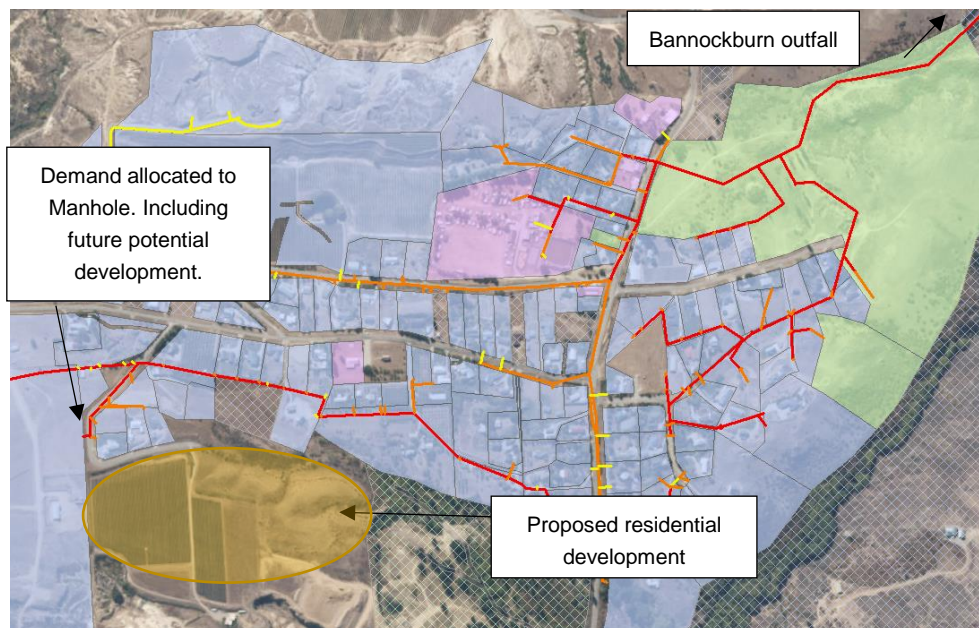 Bannockburn outfall
Demand allocated to
Manhole. Including
future potential
development.
Proposed residential
development